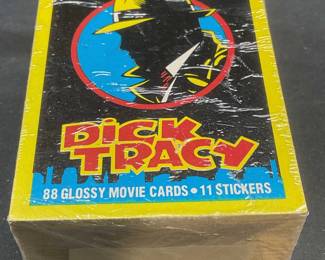 DICK
TRACY
88 GLOSSY MOVIE CARDS • 11 STICKERS